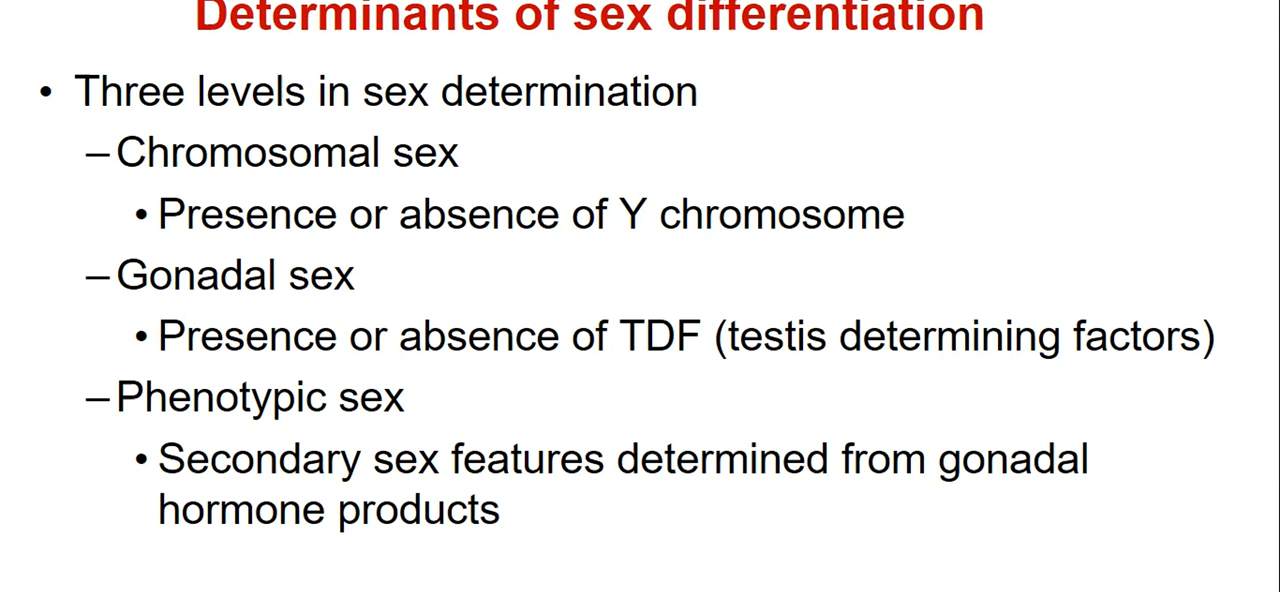 Determinants of sex differentiation
• Three levels in sex determination
– Chromosomal sex
• Presence or absence of Y chromosome
– Gonadal sex
• Presence or absence of TDF (testis determining factors)
– Phenotypic sex
• Secondary sex features determined from gonadal
hormone products